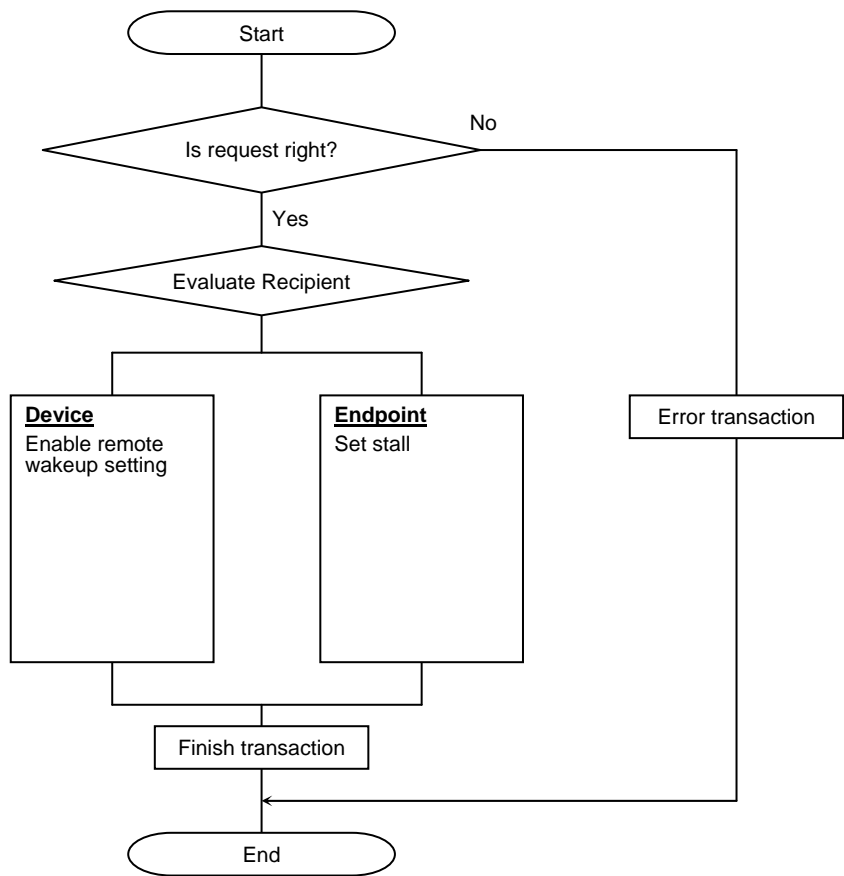 Start
Is request right?
No
Yes
Evaluate Recipient
Device
Enable remote
wakeup setting
Endpoint
Set stall
Error transaction
Finish transaction
End